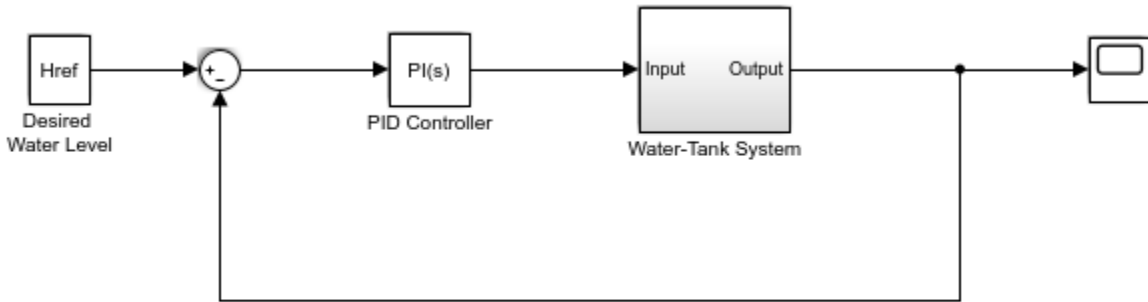 Href
Desired
Water Level
+
-
PI(s)
PID Controller
Input
Output
Water-Tank System